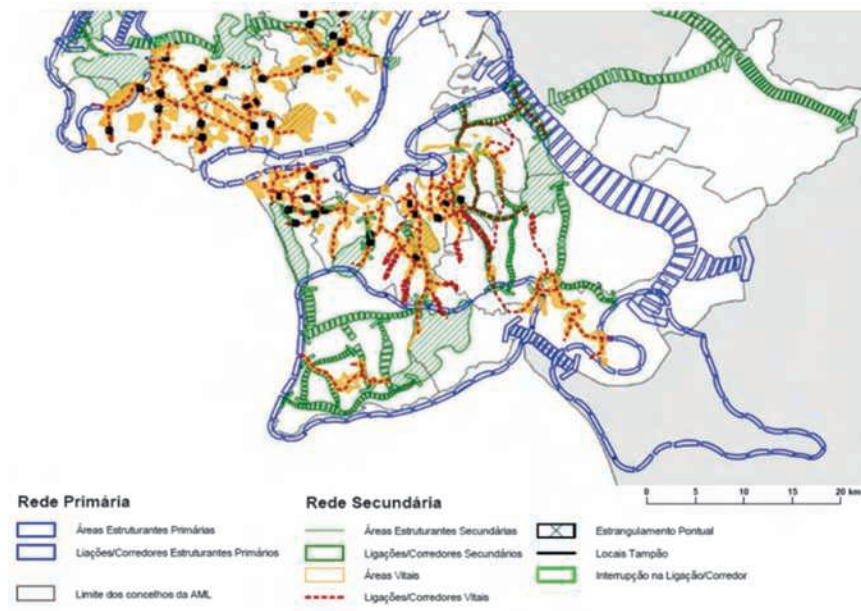 0 5 10 15 20 km
Rede Primária
Áreas Estruturantes Primárias
Liações/Corredores Estruturantes Primários
Limite dos concelhos da AML
Rede Secundária
Áreas Estruturantes Secundárias
Ligações/Corredores Secundários
Áreas Vitais
Ligações/Corredores Vitais
Estrangulamento Pontual
Locais Tampão
Interrupção na Ligação/Corredor